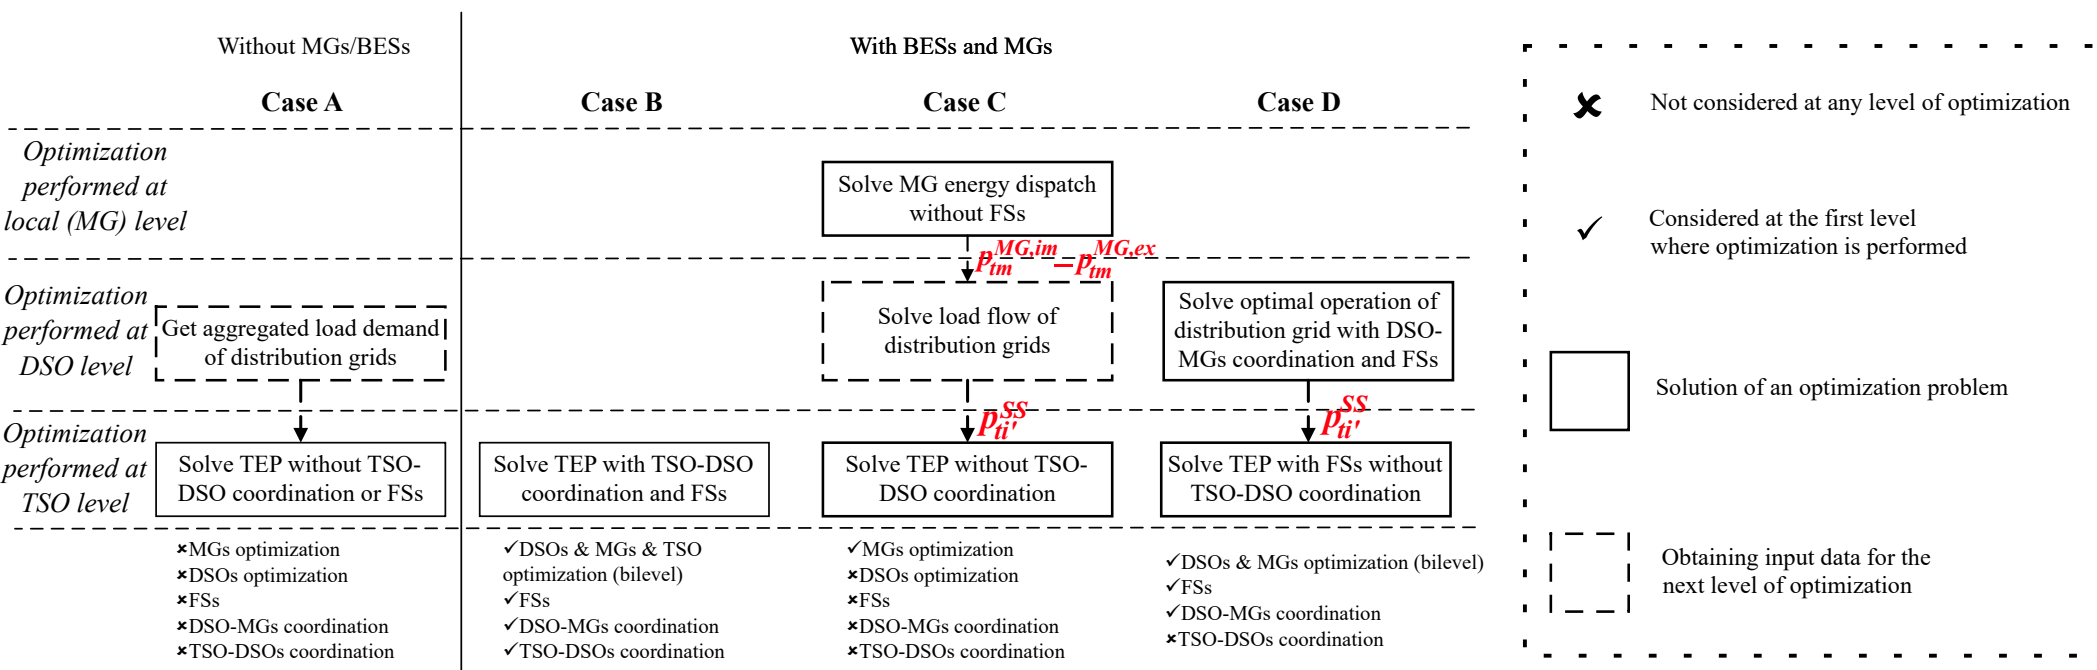 Without MGs/BESs
With BESs and MGs
Case A
Case B
Case C
Case D
Optimization
performed at
local (MG) level
Solve MG energy dispatch
without FSs
p_{tm}^{MG,im} – p_{tm}^{MG,ex}
Optimization
performed at
DSO level
Get aggregated load demand
of distribution grids
Solve load flow of
distribution grids
Solve optimal operation of
distribution grid with DSO-
MGs coordination and FSs
p_{ti'}^{SS}
p_{ti'}^{SS}
Optimization
performed at
TSO level
Solve TEP without TSO-
DSO coordination or FSs
Solve TEP with TSO-DSO
coordination and FSs
Solve TEP without TSO-
DSO coordination
Solve TEP with FSs without
TSO-DSO coordination
✘MGs optimization
✘DSOs optimization
✘FSs
✘DSO-MGs coordination
✘TSO-DSOs coordination
✓DSOs & MGs & TSO
optimization (bilevel)
✓FSs
✓DSO-MGs coordination
✓TSO-DSOs coordination
✓MGs optimization
✘DSOs optimization
✘FSs
✘DSO-MGs coordination
✘TSO-DSOs coordination
✓DSOs & MGs optimization (bilevel)
✓FSs
✓DSO-MGs coordination
✘TSO-DSOs coordination
✘ Not considered at any level of optimization
✓ Considered at the first level
where optimization is performed
Solution of an optimization problem
Obtaining input data for the
next level of optimization